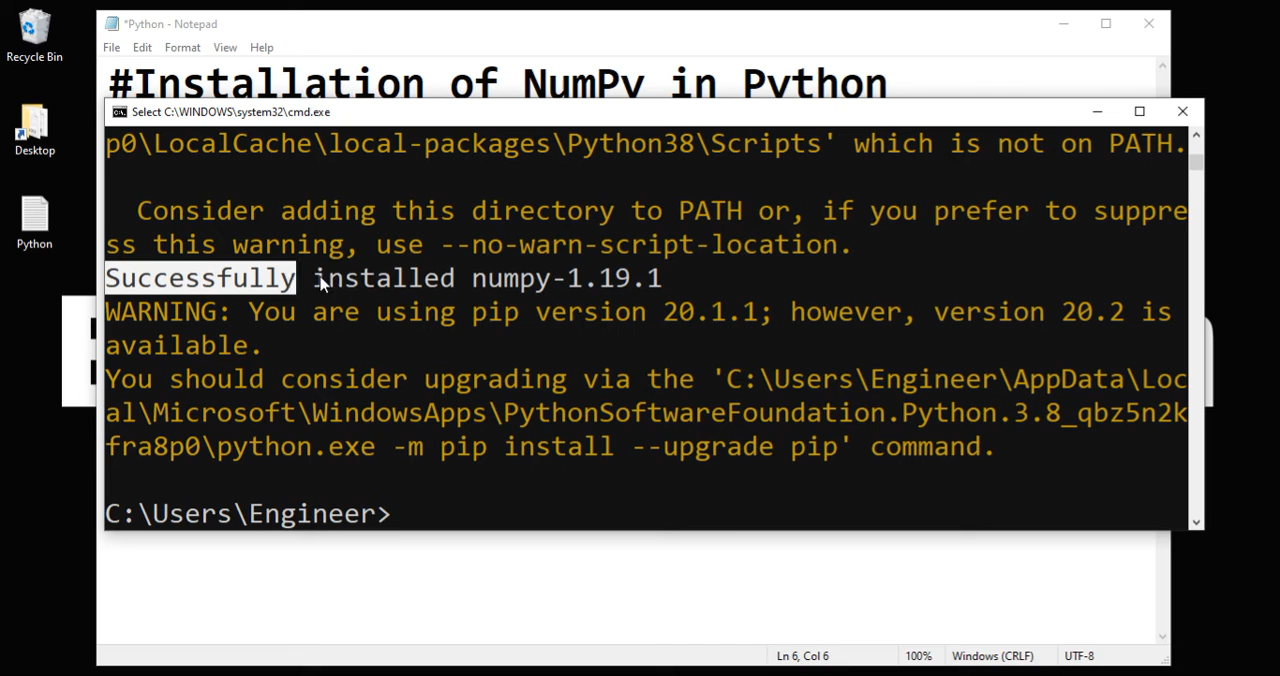 Recycle Bin
Desktop
Python
*Python - Notepad
File Edit Format View Help
#Installation of NumPy in Python
Select C:\WINDOWS\system32\cmd.exe
p0\LocalCache\local-packages\Python38\Scripts' which is not on PATH.
Consider adding this directory to PATH or, if you prefer to suppre
ss this warning, use --no-warn-script-location.
Successfully installed numpy-1.19.1
WARNING: You are using pip version 20.1.1; however, version 20.2 is
available.
You should consider upgrading via the 'C:\Users\Engineer\AppData\Loc
al\Microsoft\WindowsApps\PythonSoftwareFoundation.Python.3.8_qbz5n2k
fra8p0\python.exe -m pip install --upgrade pip' command.
C:\Users\Engineer>
Ln 6, Col 6 100% Windows (CRLF) UTF-8